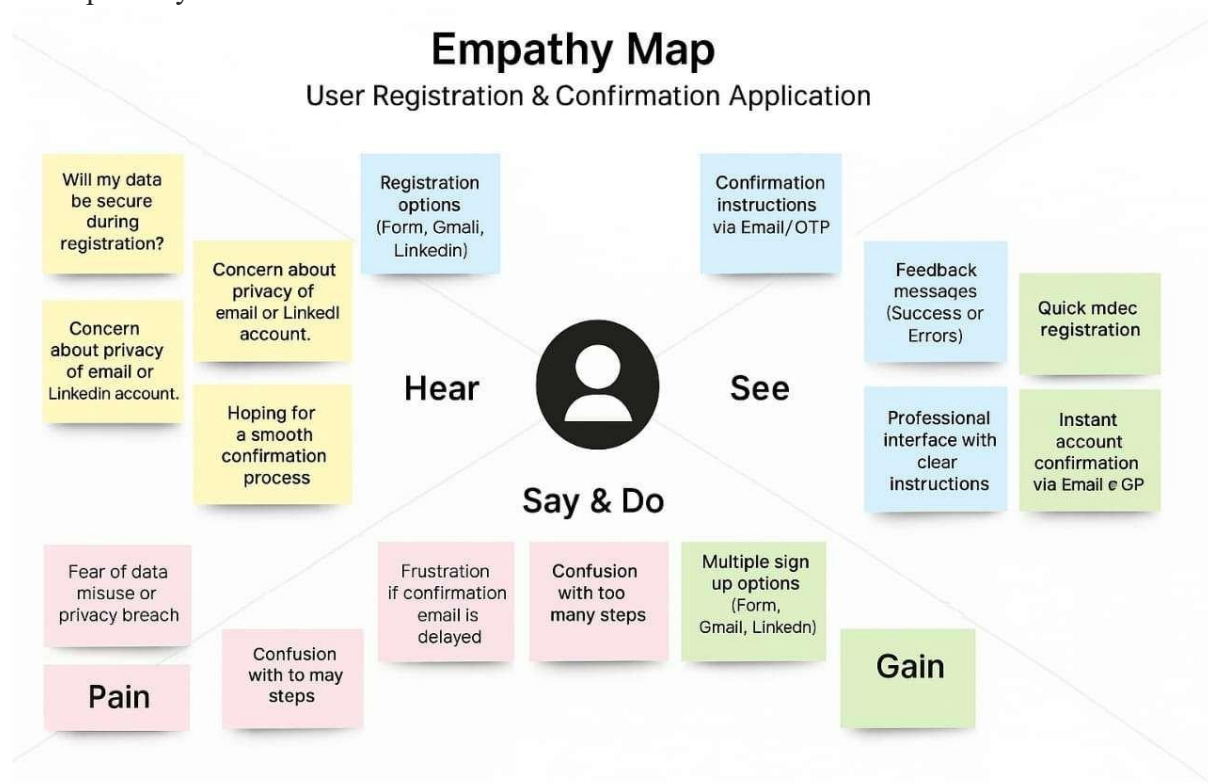 Empathy Map
User Registration & Confirmation Application
Will my data
be secure
during
registration?
Concern about
privacy of
email or Linkedl
account.
Concern
about privacy
of email or
Linkedin account.
Hoping for
a smooth
confirmation
process
Registration
options
(Form, Gmali,
Linkedin)
Hear
Confirmation
instructions
via Email/OTP
See
Feedback
messages
(Success or
Errors)
Quick mdec
registration
Professional
interface with
clear
instructions
Instant
account
confirmation
via Email e GP
Say & Do
Fear of data
misuse or
privacy breach
Pain
Confusion
with to may
steps
Frustration
if confirmation
email is
delayed
Confusion
with too
many steps
Multiple sign
up options
(Form,
Gmail, Linkedn)
Gain